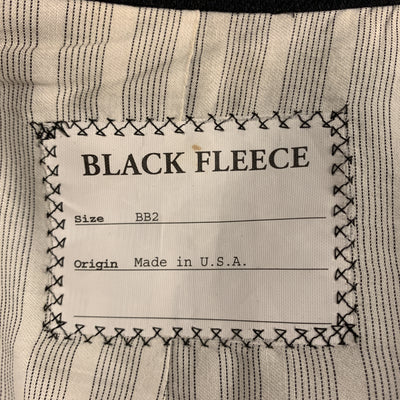 BLACK FLEECE
Size BB2
Origin Made in U.S.A.